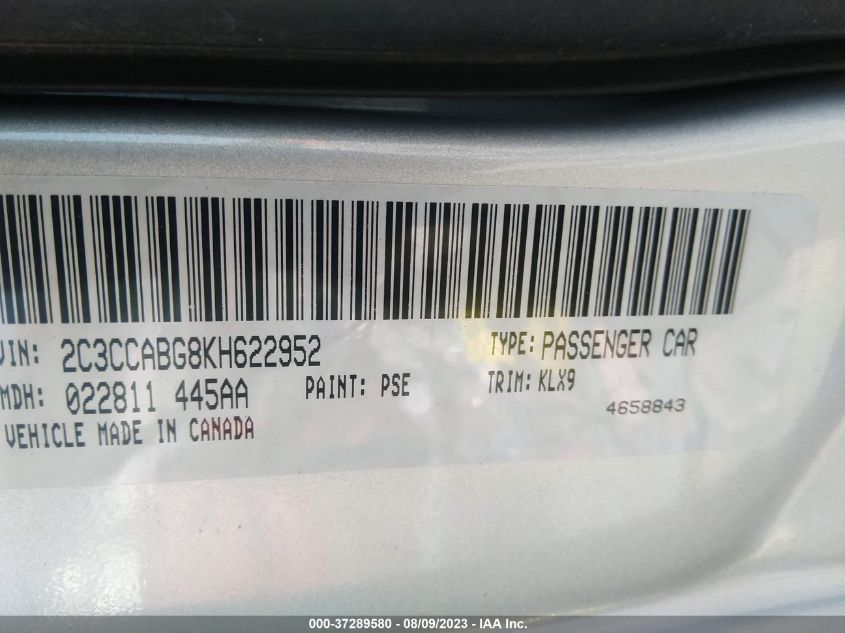 VIN: 2C3CCABG8KH622952 TYPE: PASSENGER CAR
MDH: 022811 445AA PAINT: PSE TRIM: KLX9
4658843
VEHICLE MADE IN CANADA
000-37289580 - 08/09/2023 - IAA Inc.